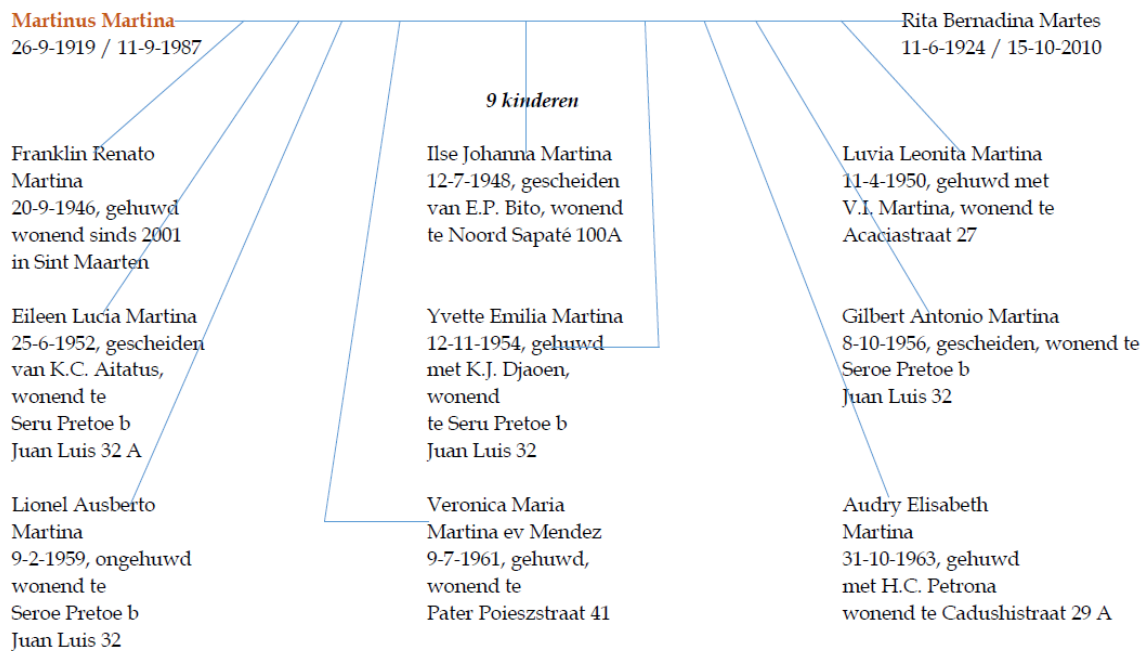 Martinus Martina
26-9-1919 / 11-9-1987
Rita Bernadina Martes
11-6-1924 / 15-10-2010
9 kinderen
Franklin Renato
Martina
20-9-1946, gehuwd
wonend sinds 2001
in Sint Maarten
Ilse Johanna Martina
12-7-1948, gescheiden
van E.P. Bito, wonend
te Noord Sapaté 100A
Luvia Leonita Martina
11-4-1950, gehuwd met
V.I. Martina, wonend te
Acaciastraat 27
Eileen Lucia Martina
25-6-1952, gescheiden
van K.C. Aitatus,
wonend te
Seru Pretoe b
Juan Luis 32 A
Yvette Emilia Martina
12-11-1954, gehuwd
met K.J. Djaoen,
wonend
te Seru Pretoe b
Juan Luis 32
Gilbert Antonio Martina
8-10-1956, gescheiden, wonend te
Seroe Pretoe b
Juan Luis 32
Lionel Ausberto
Martina
9-2-1959, ongehuwd
wonend te
Seroe Pretoe b
Juan Luis 32
Veronica Maria
Martina ev Mendez
9-7-1961, gehuwd,
wonend te
Pater Poieszstraat 41
Audry Elisabeth
Martina
31-10-1963, gehuwd
met H.C. Petrona
wonend te Cadushistraat 29 A